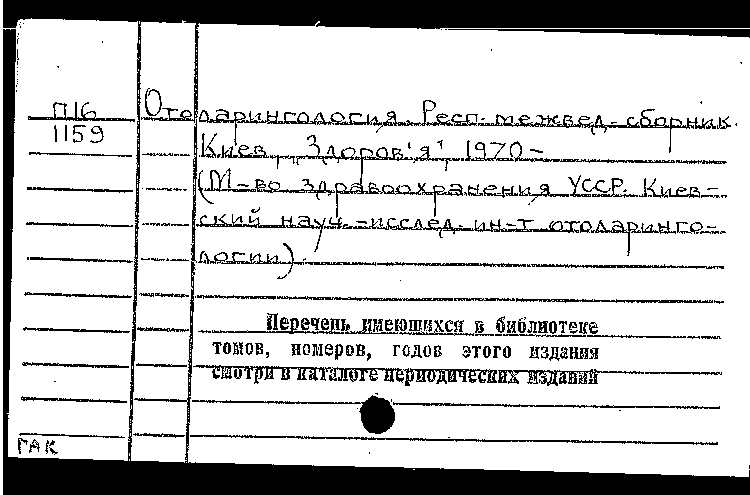 П16
1159
Отоларингология. Респ. межвед. сборник.
Киев, „Здоров'я", 1970–
(М-во здравоохранения УССР. Киев-
ский науч.-исслед. ин-т отоларинго-
логии).
Перечень имеющихся в библиотеке
томов, номеров, годов этого издания
смотри в каталоге периодических изданий
ГАК